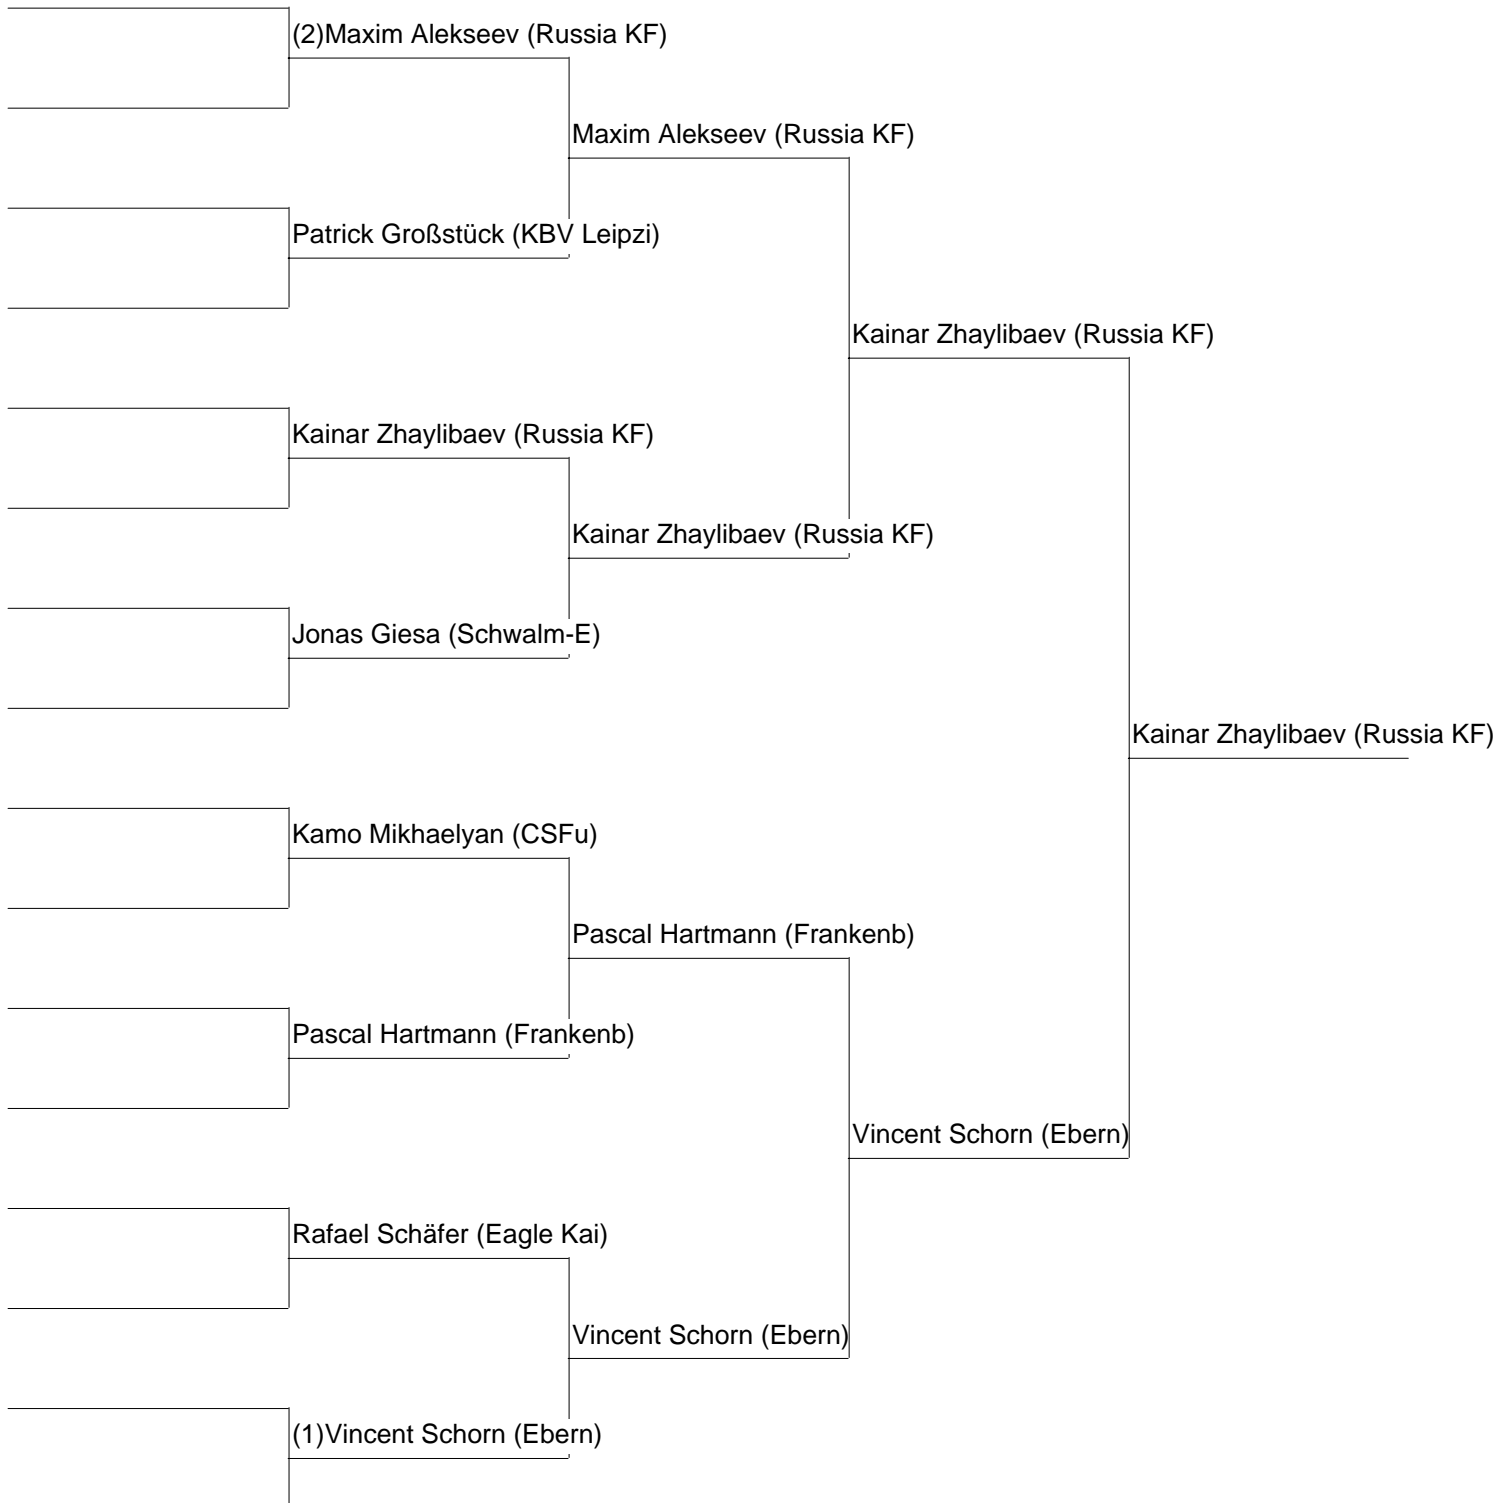 (2)Maxim Alekseev (Russia KF)
Maxim Alekseev (Russia KF)
Patrick Großstück (KBV Leipzi)
Kainar Zhaylibaev (Russia KF)
Kainar Zhaylibaev (Russia KF)
Kainar Zhaylibaev (Russia KF)
Jonas Giesa (Schwalm-E)
Kainar Zhaylibaev (Russia KF)
Kamo Mikhaelyan (CSFu)
Pascal Hartmann (Frankenb)
Pascal Hartmann (Frankenb)
Vincent Schorn (Ebern)
Rafael Schäfer (Eagle Kai)
Vincent Schorn (Ebern)
(1)Vincent Schorn (Ebern)